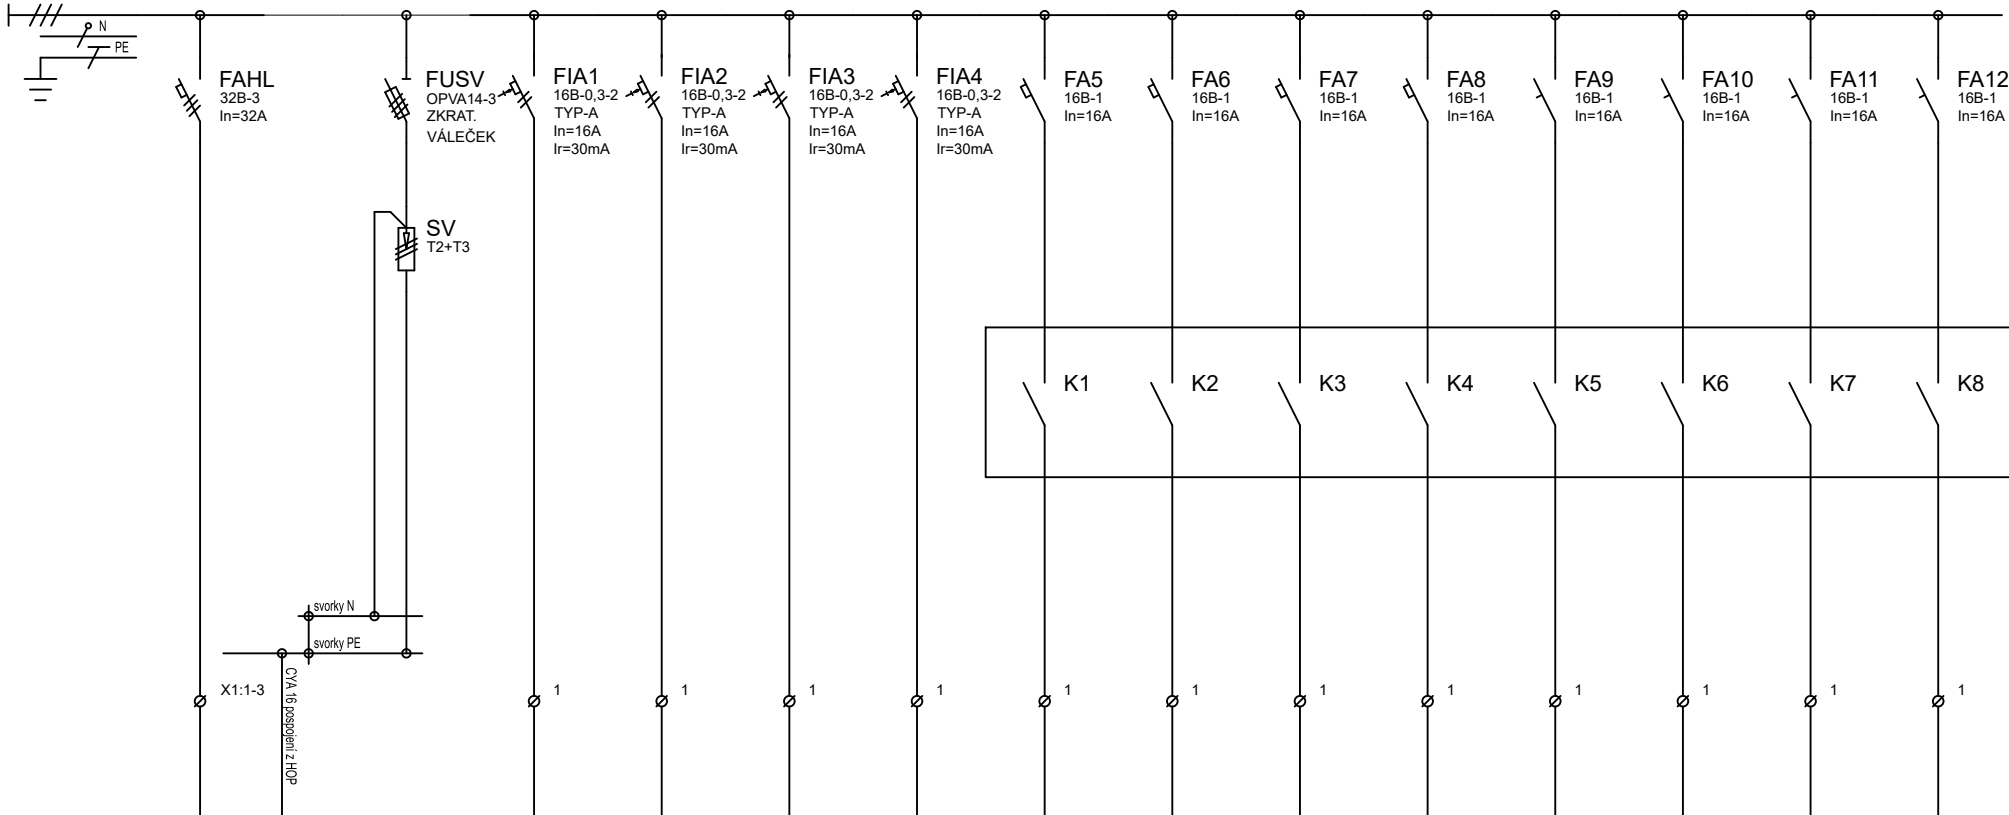 N
PE
FAHL
32B-3
In=32A
FUSV
OPVA14-3
ZKRAT.
VÁLEČEK
FIA1
16B-0,3-2
TYP-A
In=16A
Ir=30mA
FIA2
16B-0,3-2
TYP-A
In=16A
Ir=30mA
FIA3
16B-0,3-2
TYP-A
In=16A
Ir=30mA
FIA4
16B-0,3-2
TYP-A
In=16A
Ir=30mA
FA5
16B-1
In=16A
FA6
16B-1
In=16A
FA7
16B-1
In=16A
FA8
16B-1
In=16A
FA9
16B-1
In=16A
FA10
16B-1
In=16A
FA11
16B-1
In=16A
FA12
16B-1
In=16A
SV
T2+T3
K1
K2
K3
K4
K5
K6
K7
K8
svorky N
svorky PE
CYA 16 pospojení z HOP
X1:1-3
1
1
1
1
1
1
1
1
1
1
1
1